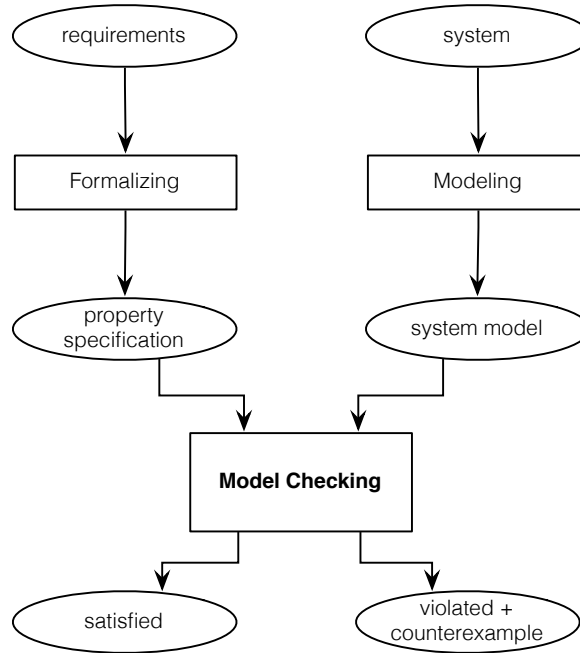 requirements
system
Formalizing
Modeling
property
specification
system model
Model Checking
satisfied
violated +
counterexample